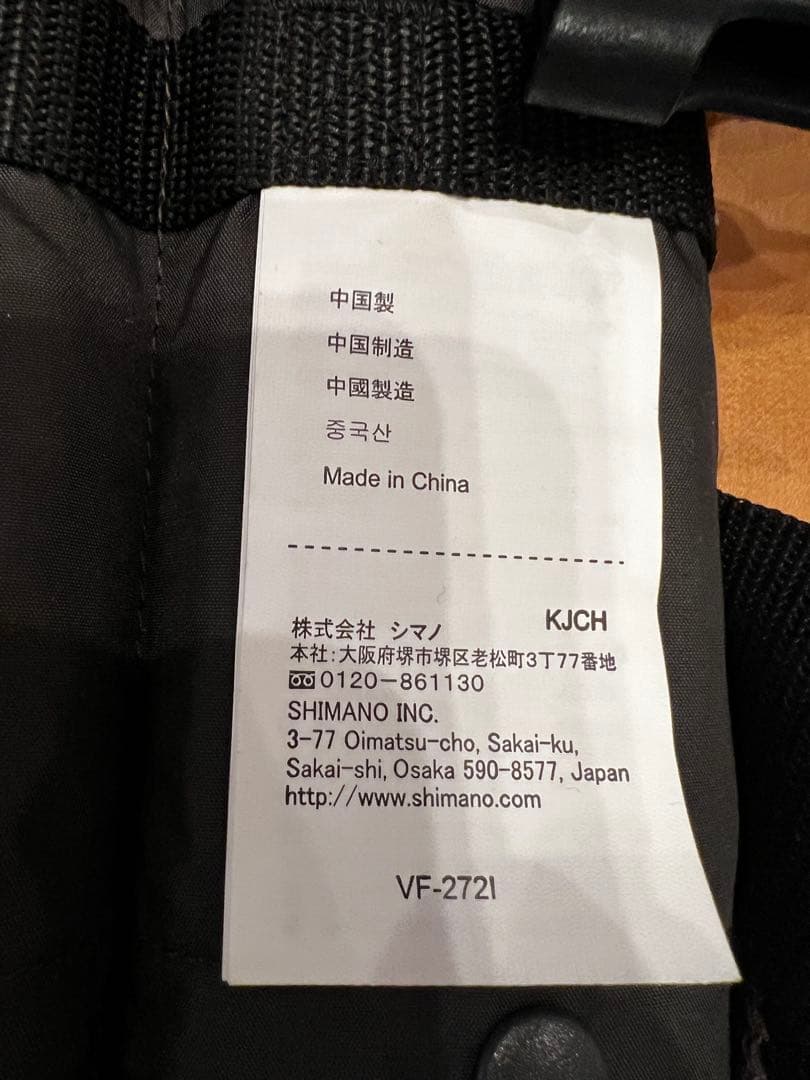 中国製
中国制造
中國製造
중국산
Made in China
KJCH
株式会社 シマノ
本社:大阪府堺市堺区老松町3丁77番地
0120-861130
SHIMANO INC.
3-77 Oimatsu-cho, Sakai-ku,
Sakai-shi, Osaka 590-8577, Japan
http://www.shimano.com
VF-272I